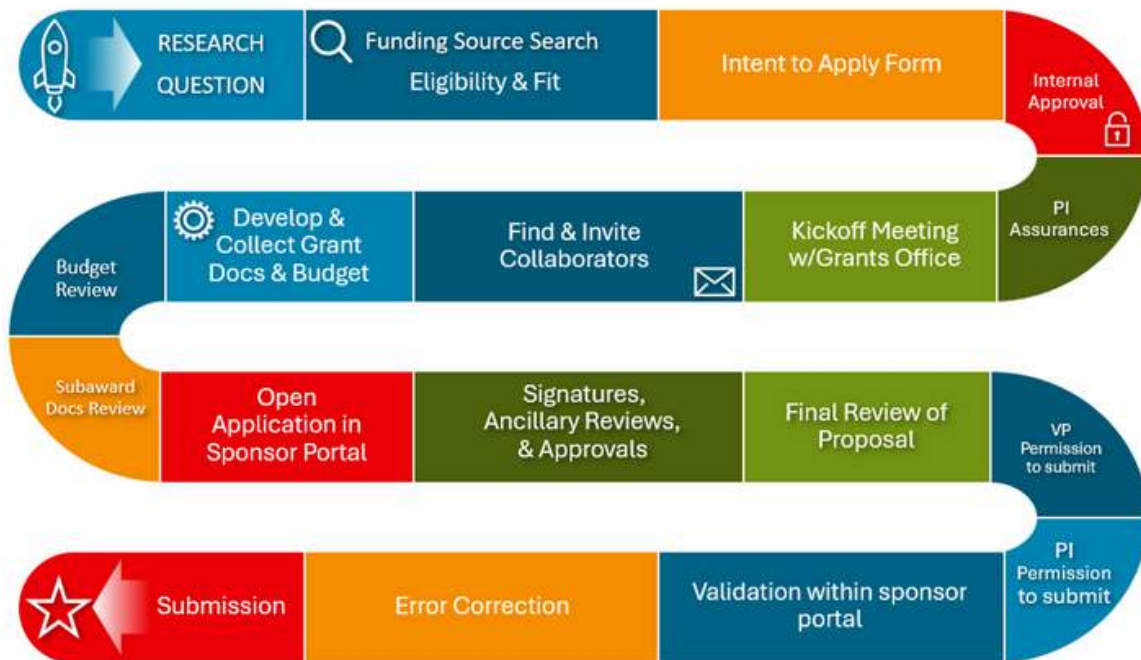 RESEARCH
QUESTION
Funding Source Search
Eligibility & Fit
Intent to Apply Form
Internal
Approval
PI
Assurances
Kickoff Meeting
w/Grants Office
Find & Invite
Collaborators
Develop &
Collect Grant
Docs & Budget
Budget
Review
Subaward
Docs Review
Open
Application in
Sponsor Portal
Signatures,
Ancillary Reviews,
& Approvals
Final Review of
Proposal
VP
Permission
to submit
PI
Permission
to submit
Validation within sponsor
portal
Error Correction
Submission